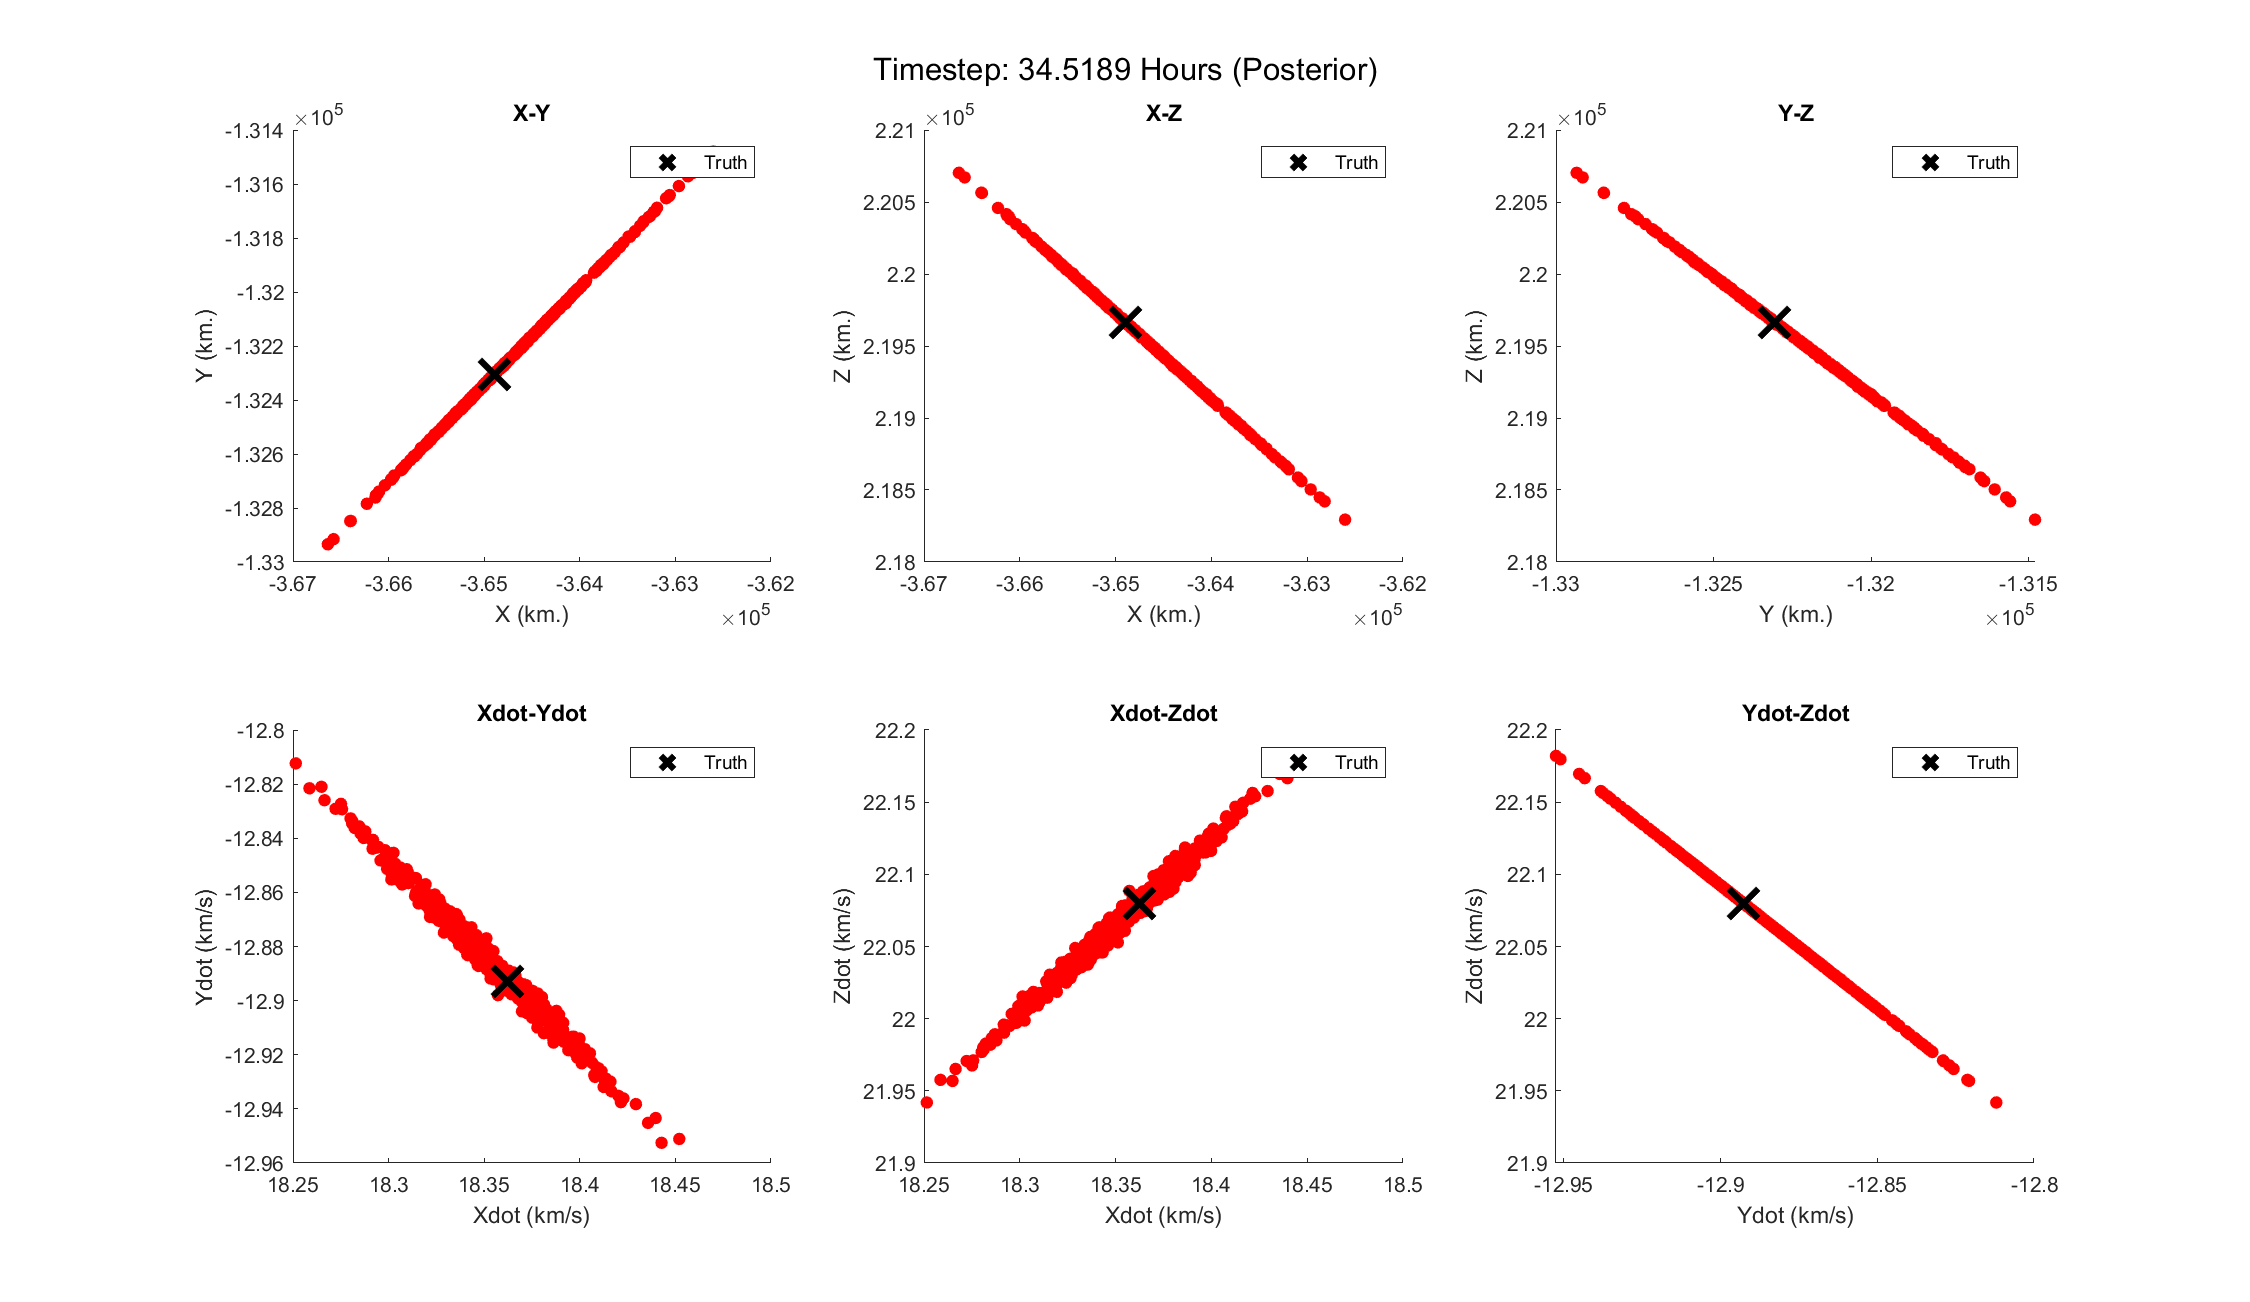 Timestep: 34.5189 Hours (Posterior)
X-Y
×10^5
-1.314
-1.316
-1.318
-1.32
-1.322
-1.324
-1.326
-1.328
-1.33
Y (km.)
-3.67 -3.66 -3.65 -3.64 -3.63 -3.62
X (km.)
×10^5
Truth
X-Z
×10^5
2.21
2.205
2.2
2.195
2.19
2.185
2.18
Z (km.)
-3.67 -3.66 -3.65 -3.64 -3.63 -3.62
X (km.)
×10^5
Truth
Y-Z
×10^5
2.21
2.205
2.2
2.195
2.19
2.185
2.18
Z (km.)
-1.33 -1.325 -1.32 -1.315
Y (km.)
×10^5
Truth
Xdot-Ydot
-12.8
-12.82
-12.84
-12.86
-12.88
-12.9
-12.92
-12.94
-12.96
Ydot (km/s)
18.25 18.3 18.35 18.4 18.45 18.5
Xdot (km/s)
Truth
Xdot-Zdot
22.2
22.15
22.1
22.05
22
21.95
21.9
Zdot (km/s)
18.25 18.3 18.35 18.4 18.45 18.5
Xdot (km/s)
Truth
Ydot-Zdot
22.2
22.15
22.1
22.05
22
21.95
21.9
Zdot (km/s)
-12.95 -12.9 -12.85 -12.8
Ydot (km/s)
Truth